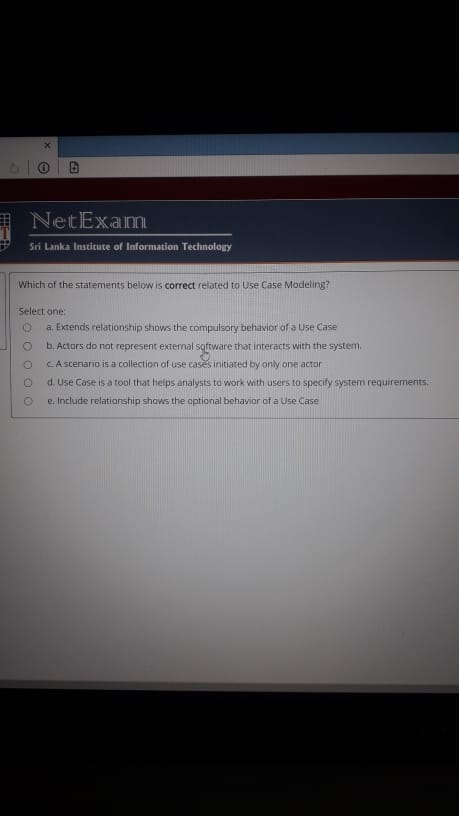 NetExam
Sri Lanka Institute of Information Technology
Which of the statements below is correct related to Use Case Modeling?
Select one:
a. Extends relationship shows the compulsory behavior of a Use Case
b. Actors do not represent external software that interacts with the system.
c. A scenario is a collection of use cases initiated by only one actor
d. Use Case is a tool that helps analysts to work with users to specify system requirements.
e. Include relationship shows the optional behavior of a Use Case